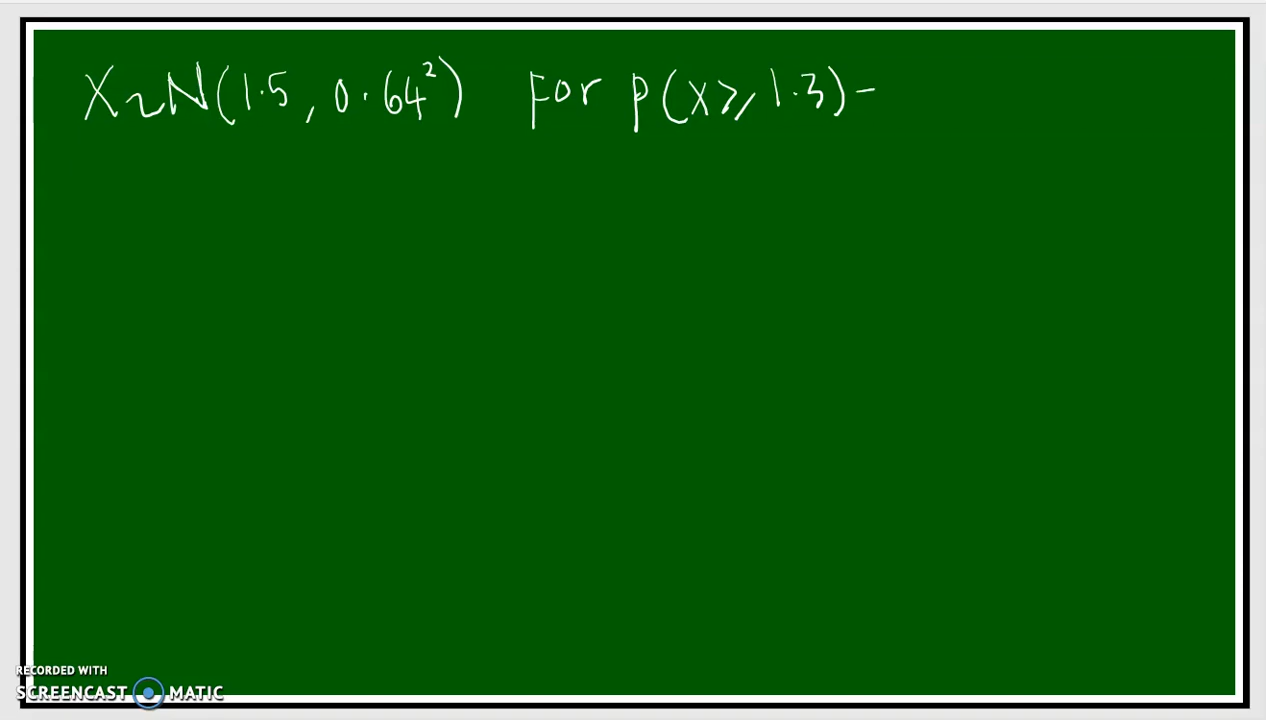 X~N(1.5, 0.64²) For P(X⩾1.3)-
RECORDED WITH
SCREENCAST MATIC